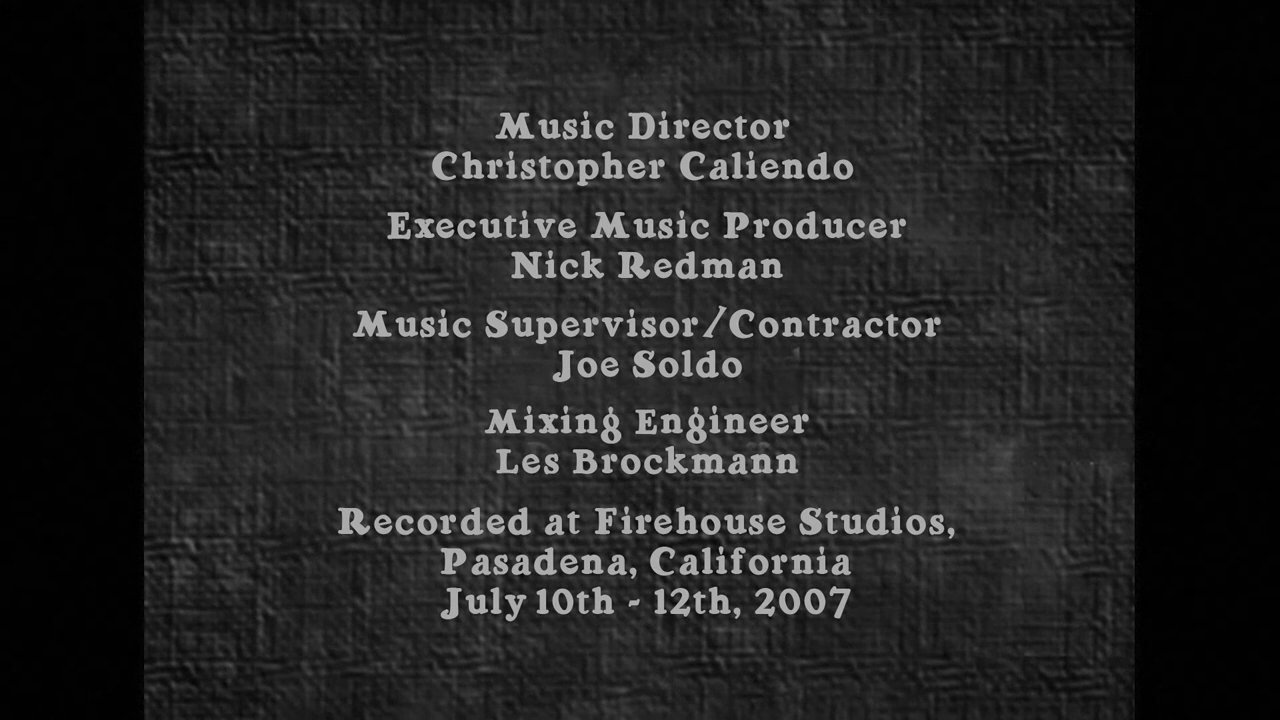 Music Director
Christopher Caliendo
Executive Music Producer
Nick Redman
Music Supervisor/Contractor
Joe Soldo
Mixing Engineer
Les Brockmann
Recorded at Firehouse Studios,
Pasadena, California
July 10th - 12th, 2007